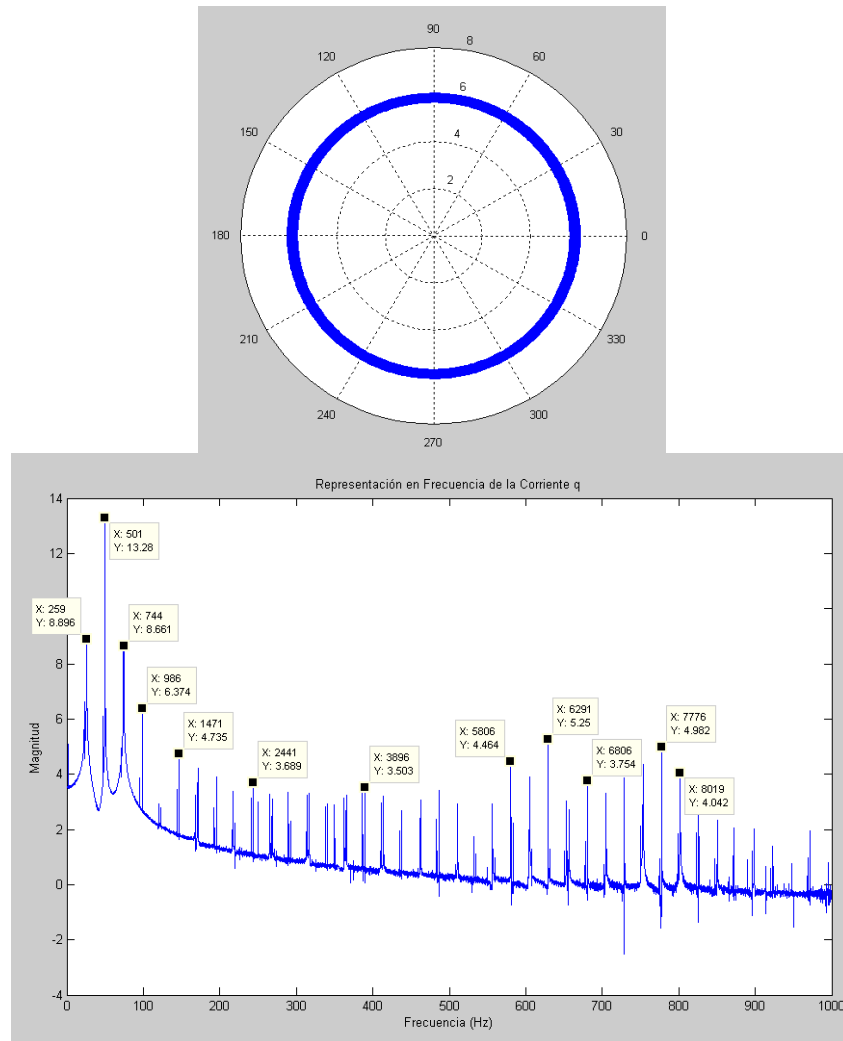 90
8
120
60
6
150
4
30
2
180
0
210
330
240
300
270
Representación en Frecuencia de la Corriente q
14
X: 501
Y: 13.28
12
10
X: 259
Y: 8.896
X: 744
Y: 8.661
8
X: 986
Y: 6.374
6
X: 1471
Y: 4.735
X: 2441
Y: 3.689
X: 3896
Y: 3.503
X: 5806
Y: 4.464
X: 6291
Y: 5.25
X: 6806
Y: 3.754
X: 7776
Y: 4.982
X: 8019
Y: 4.042
4
2
0
-2
-4
Magnitud
0
100
200
300
400
500
600
700
800
900
1000
Frecuencia (Hz)